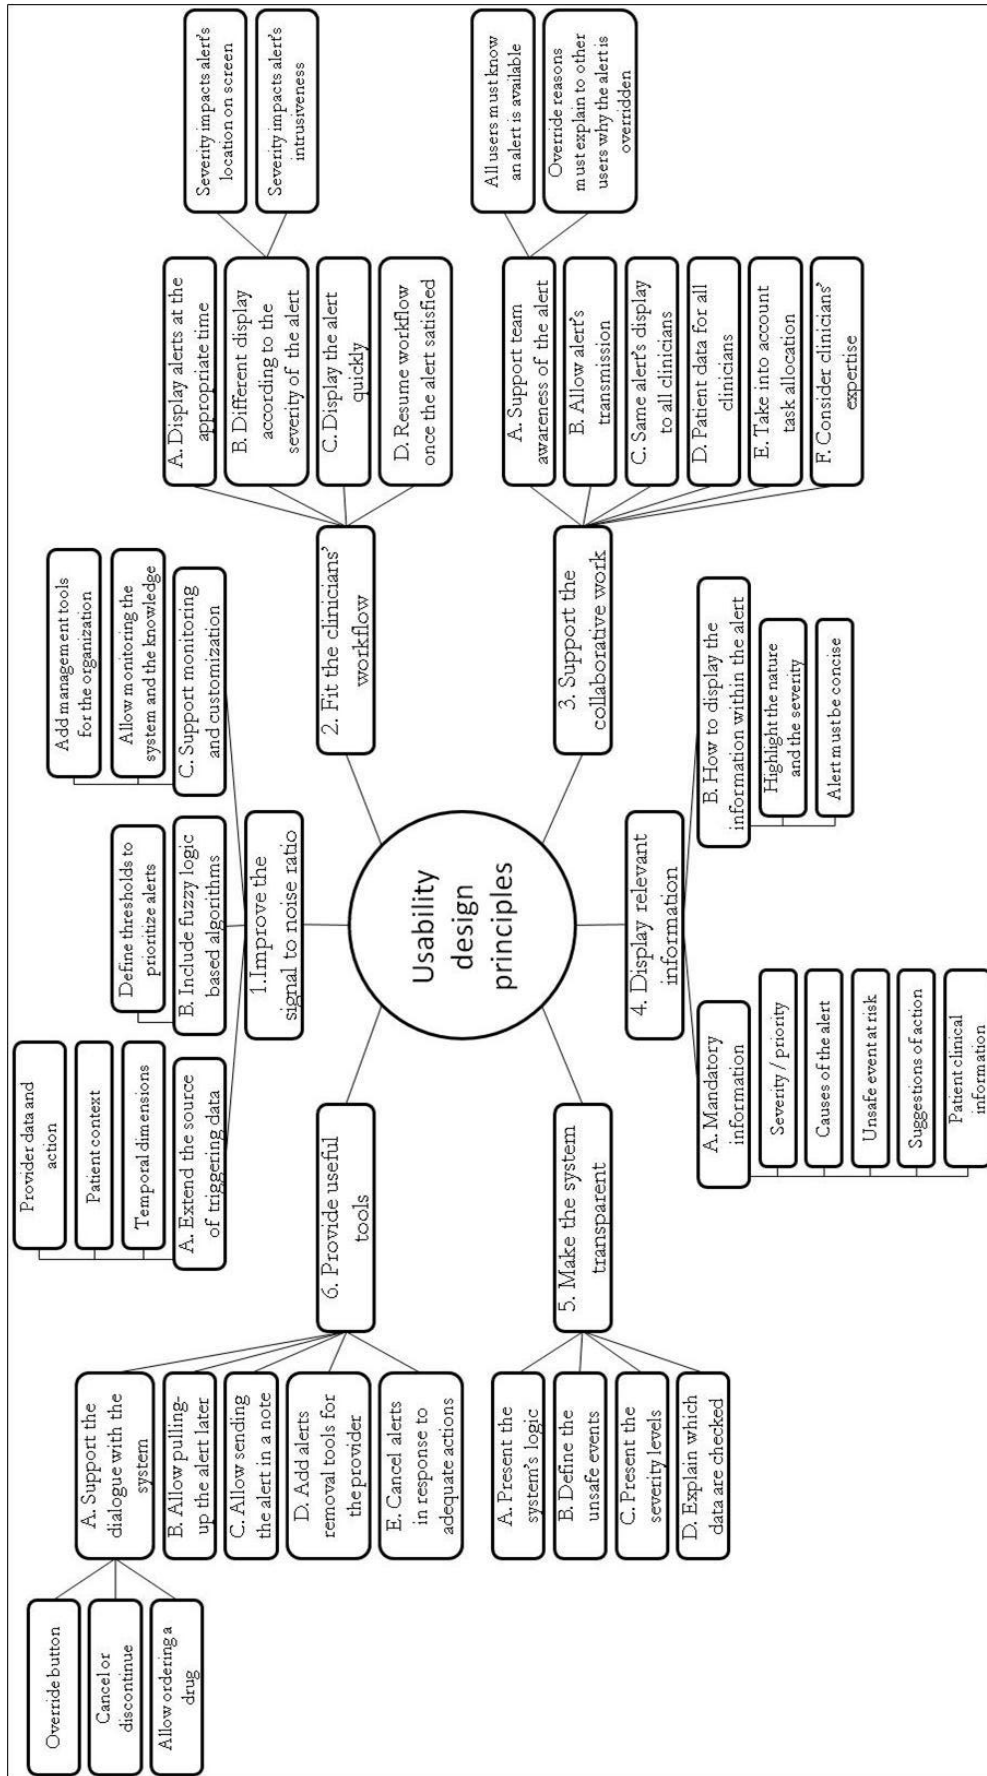 Usability
design
principles
1.Improve the
signal to noise ratio
A. Extend the source
of triggering data
Provider data and
action
Patient context
Temporal dimensions
B. Include fuzzy logic
based algorithms
Define thresholds to
prioritize alerts
C. Support monitoring
and customization
Add management tools
for the organization
Allow monitoring the
system and the knowledge
2. Fit the clinicians'
workflow
A. Display alerts at the
appropriate time
B. Different display
according to the
severity of the alert
Severity impacts alert's
location on screen
Severity impacts alert's
intrusiveness
C. Display the alert
quickly
D. Resume workflow
once the alert satisfied
3. Support the
collaborative work
A. Support team
awareness of the alert
All users must know
an alert is available
Override reasons
must explain to other
users why the alert is
overridden
B. Allow alert's
transmission
C. Same alert's display
to all clinicians
D. Patient data for all
clinicians
E. Take into account
task allocation
F. Consider clinicians'
expertise
4. Display relevant
information
A. Mandatory
information
Severity / priority
Causes of the alert
Unsafe event at risk
Suggestions of action
Patient clinical
information
B. How to display the
information within the alert
Highlight the nature
and the severity
Alert must be concise
5. Make the system
transparent
A. Present the
system's logic
B. Define the
unsafe events
C. Present the
severity levels
D. Explain which
data are checked
6. Provide useful
tools
A. Support the
dialogue with the
system
Override button
Cancel or
discontinue
Allow ordering a
drug
B. Allow pulling-
up the alert later
C. Allow sending
the alert in a note
D. Add alerts
removal tools for
the provider
E. Cancel alerts
in response to
adequate actions